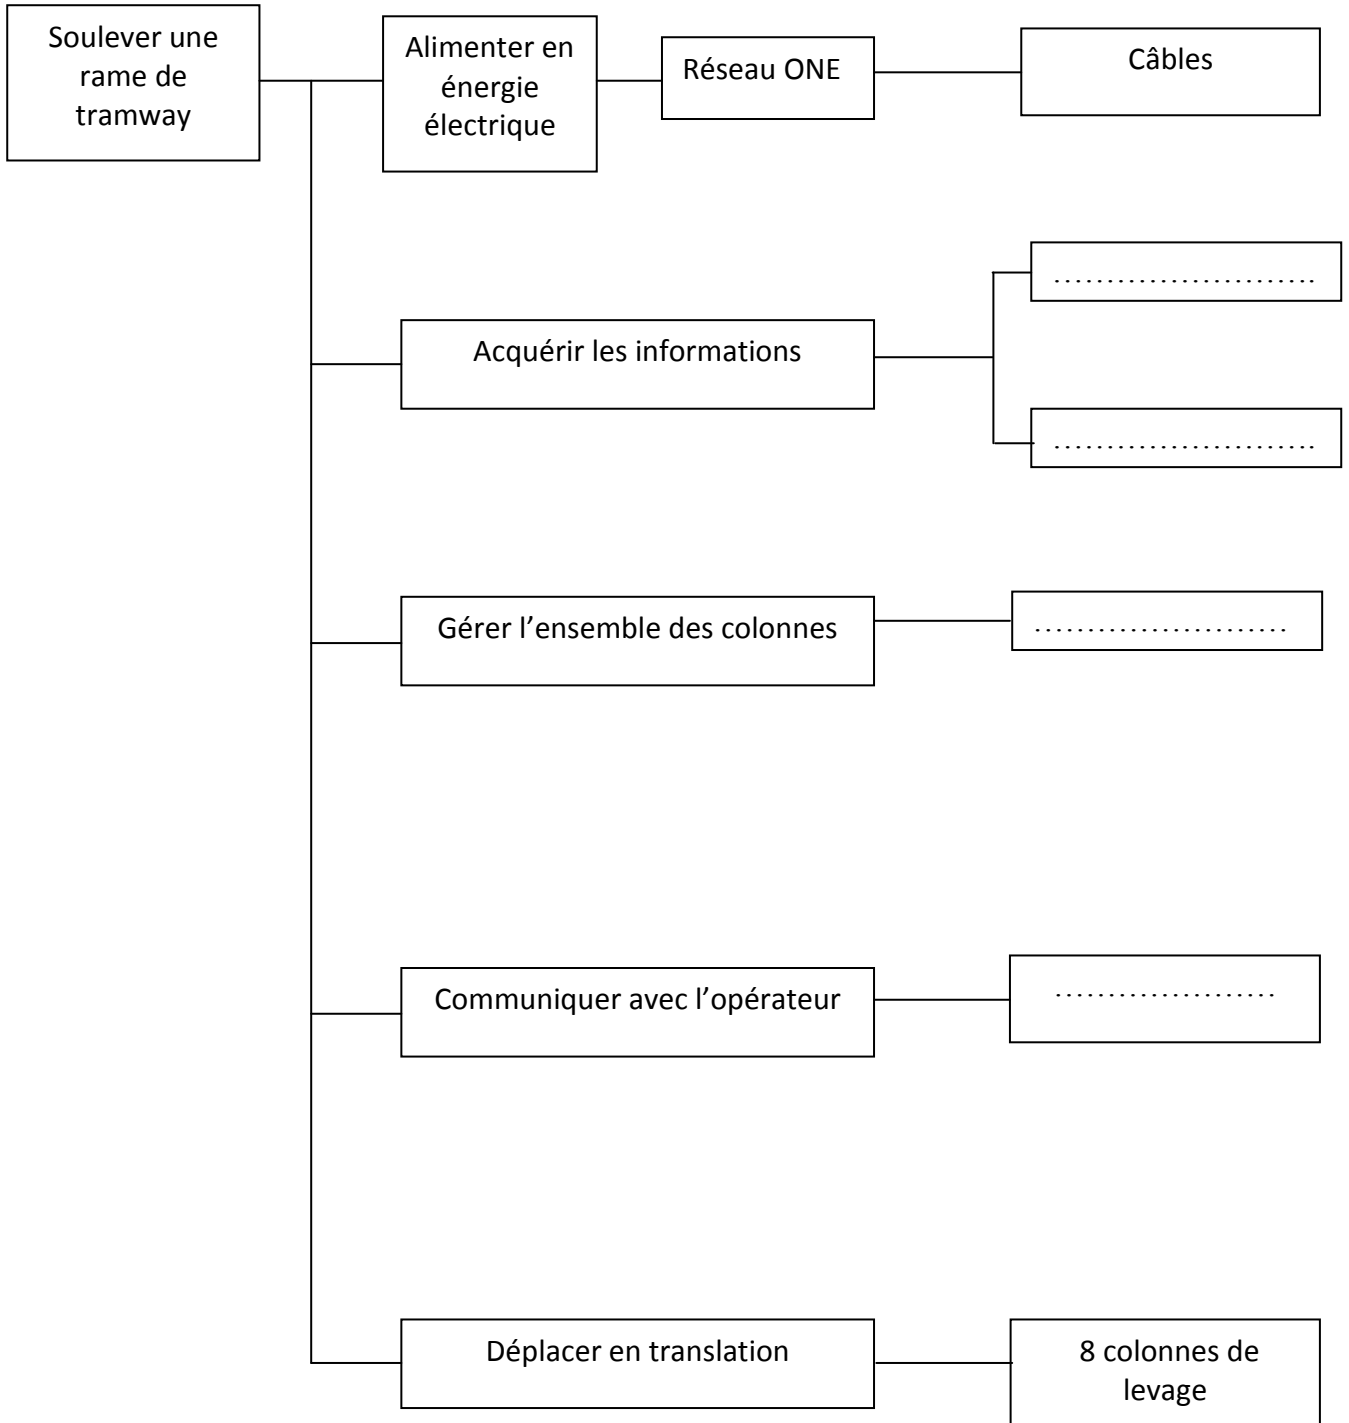 Soulever une
rame de
tramway
Alimenter en
énergie
électrique
Réseau ONE
Câbles
Acquérir les informations
............................
............................
Gérer l’ensemble des colonnes
............................
Communiquer avec l’opérateur
........................
Déplacer en translation
8 colonnes de
levage